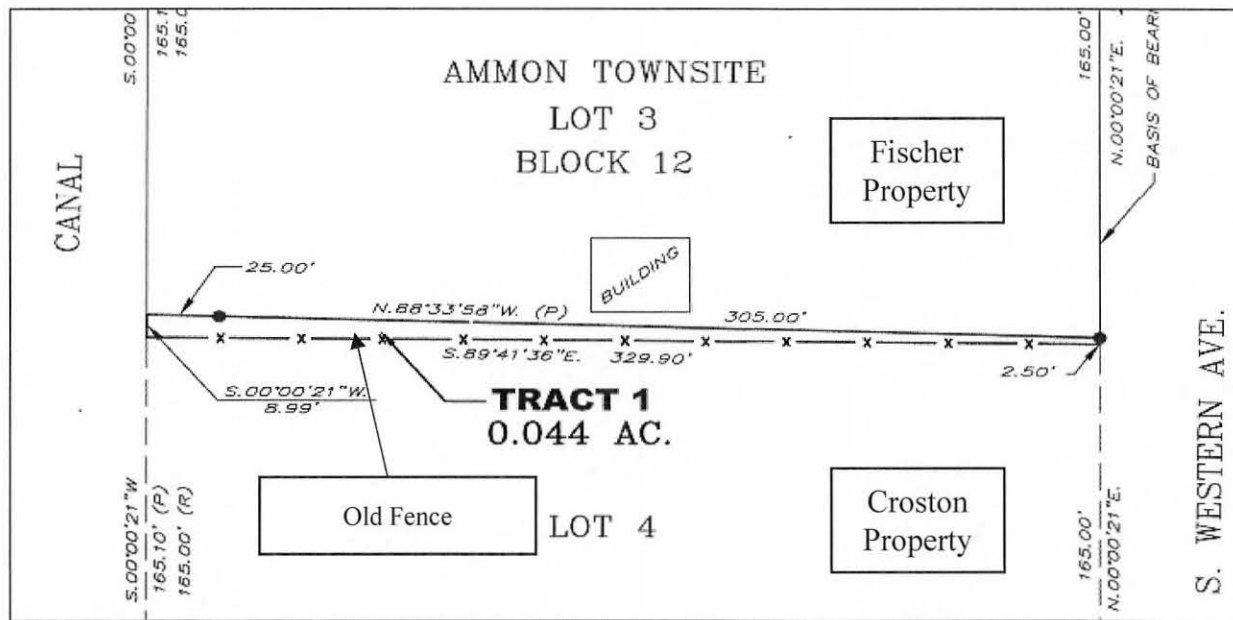 S.00°00
165.1
165.0
AMMON TOWNSITE
LOT 3
BLOCK 12
CANAL
Fischer
Property
165.00'
N.00°00'21"E.
BASIS OF BEAR
25.00'
BUILDING
N.88°33'58"W. (P)
305.00'
S.89°41'36"E. 329.90'
2.50'
S.00°00'21"W.
8.99'
TRACT 1
0.044 AC.
Old Fence
LOT 4
Croston
Property
S.00°00'21"W
165.10' (P)
165.00' (R)
165.00'
N.00°00'21"E.
S. WESTERN AVE.